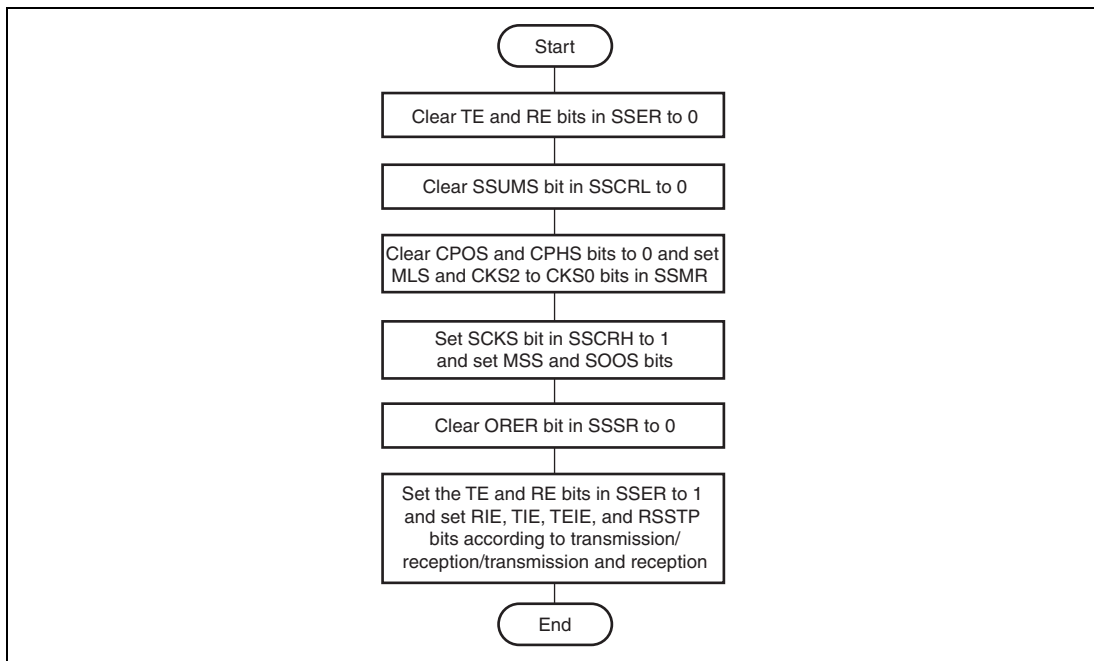 Start
Clear TE and RE bits in SSER to 0
Clear SSUMS bit in SSCRL to 0
Clear CPOS and CPHS bits to 0 and set
MLS and CKS2 to CKS0 bits in SSMR
Set SCKS bit in SSCRH to 1
and set MSS and SOOS bits
Clear ORER bit in SSSR to 0
Set the TE and RE bits in SSER to 1
and set RIE, TIE, TEIE, and RSSTP
bits according to transmission/
reception/transmission and reception
End